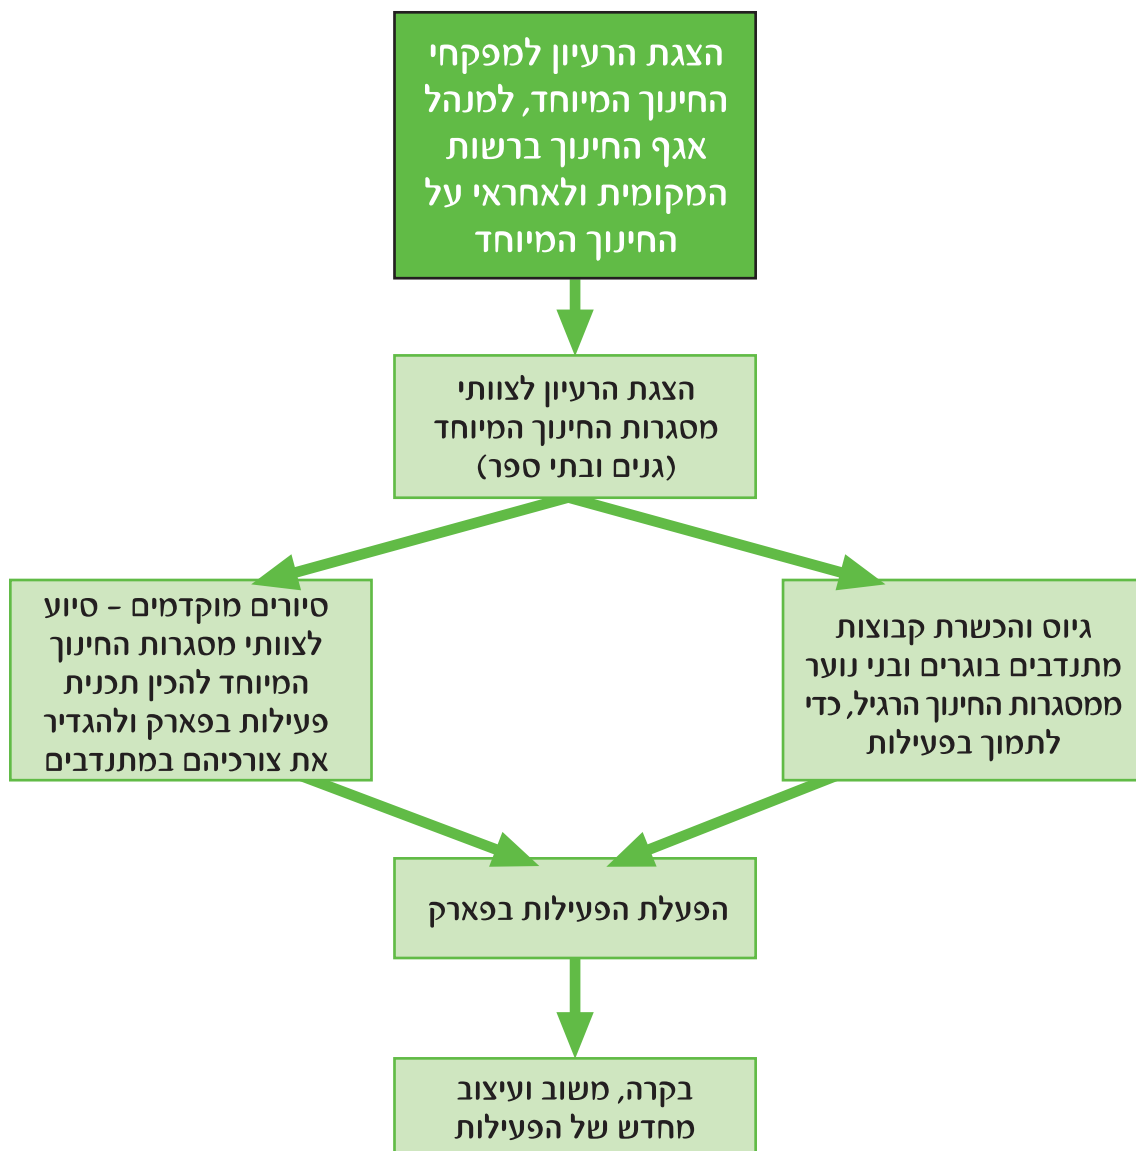 הצגת הרעיון למפקחי
החינוך המיוחד, למנהל
אגף החינוך ברשות
המקומית ולאחראי על
החינוך המיוחד
הצגת הרעיון לצוותי
מסגרות החינוך המיוחד
(גנים ובתי ספר)
גיוס והכשרת קבוצות
מתנדבים בוגרים ובני נוער
ממסגרות החינוך הרגיל, כדי
לתמוך בפעילות
סיורים מוקדמים - סיוע
לצוותי מסגרות החינוך
המיוחד להכין תכנית
פעילות בפארק ולהגדיר
את צורכיהם במתנדבים
הפעלת הפעילות בפארק
בקרה, משוב ועיצוב
מחדש של הפעילות